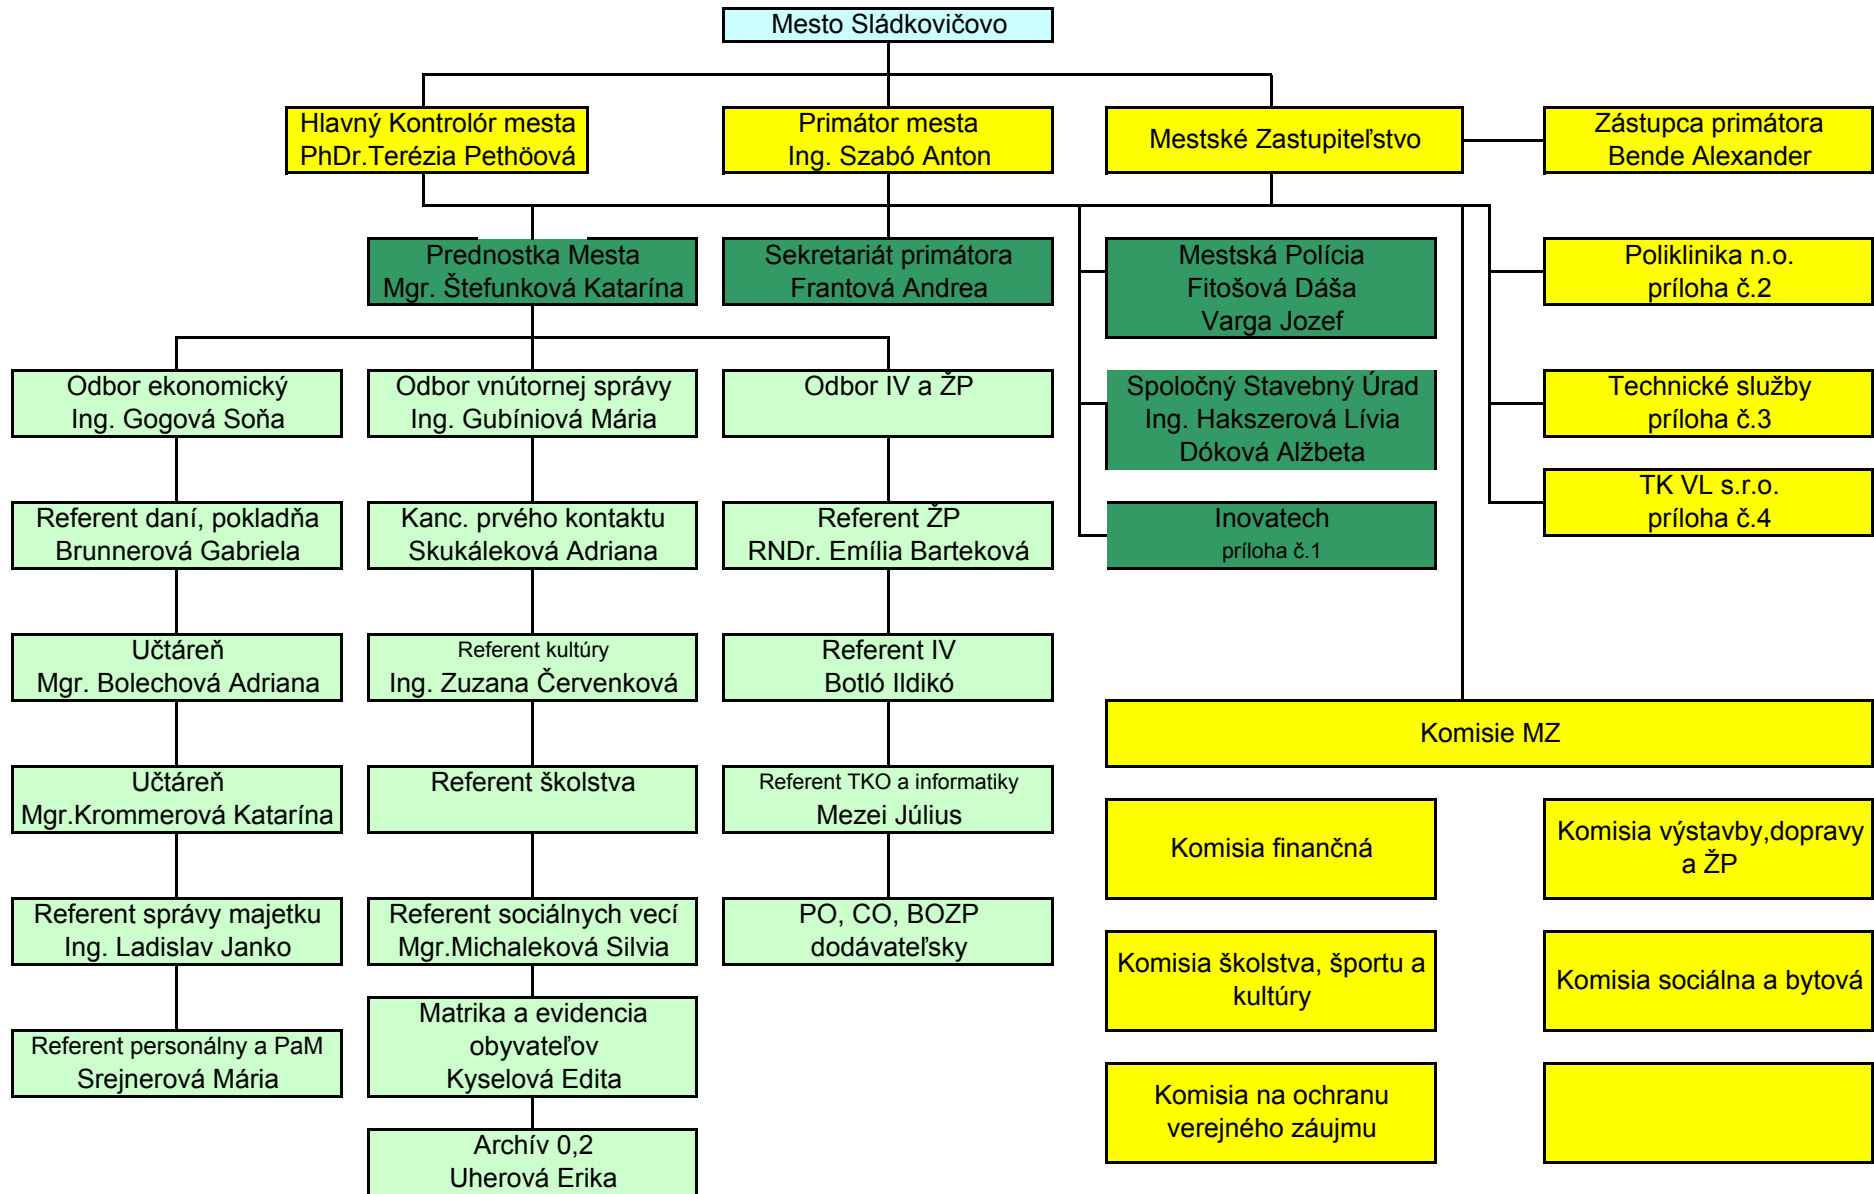 Mesto Sládkovičovo
Hlavný Kontrolór mesta
PhDr.Terézia Pethöová
Primátor mesta
Ing. Szabó Anton
Mestské Zastupiteľstvo
Zástupca primátora
Bende Alexander
Prednostka Mesta
Mgr. Štefunková Katarína
Sekretariát primátora
Frantová Andrea
Mestská Polícia
Fitošová Dáša
Varga Jozef
Poliklinika n.o.
príloha č.2
Odbor ekonomický
Ing. Gogová Soňa
Odbor vnútornej správy
Ing. Gubíniová Mária
Odbor IV a ŽP
Spoločný Stavebný Úrad
Ing. Hakszerová Lívia
Dóková Alžbeta
Technické služby
príloha č.3
Referent daní, pokladňa
Brunnerová Gabriela
Kanc. prvého kontaktu
Skukáleková Adriana
Referent ŽP
RNDr. Emília Barteková
Inovatech
príloha č.1
TK VL s.r.o.
príloha č.4
Učtáreň
Mgr. Bolechová Adriana
Referent kultúry
Ing. Zuzana Červenková
Referent IV
Botló Ildikó
Komisie MZ
Učtáreň
Mgr.Krommerová Katarína
Referent školstva
Referent TKO a informatiky
Mezei Július
Komisia finančná
Komisia výstavby,dopravy
a ŽP
Referent správy majetku
Ing. Ladislav Janko
Referent sociálnych vecí
Mgr.Michaleková Silvia
PO, CO, BOZP
dodávateľsky
Komisia školstva, športu a
kultúry
Komisia sociálna a bytová
Referent personálny a PaM
Srejnerová Mária
Matrika a evidencia
obyvateľov
Kyselová Edita
Komisia na ochranu
verejného záujmu
Archív 0,2
Uherová Erika